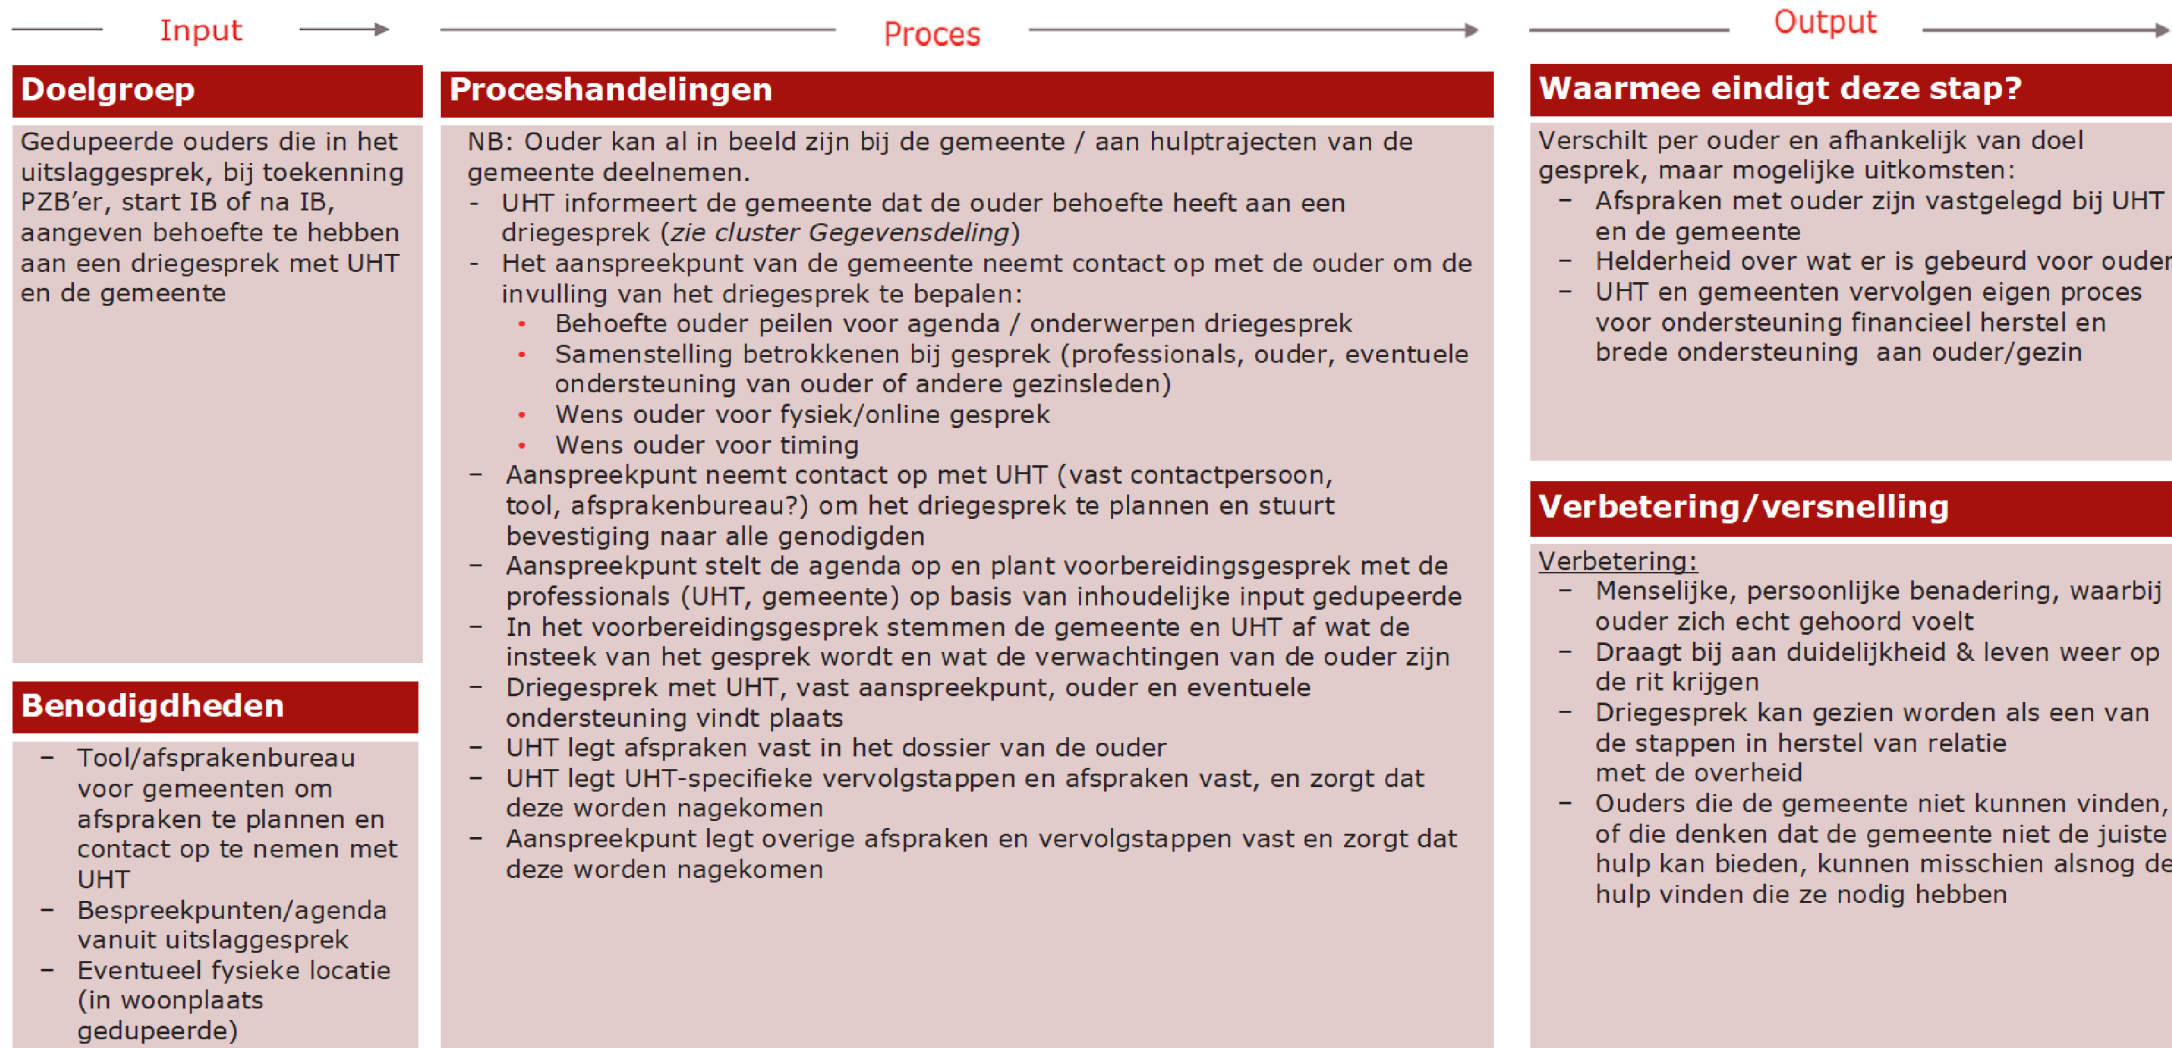 Input
Proces
Output
Doelgroep
Gedupeerde ouders die in het
uitslaggesprek, bij toekenning
PZB'er, start IB of na IB,
aangeven behoefte te hebben
aan een driegesprek met UHT
en de gemeente
Benodigdheden
– Tool/afsprakenbureau
voor gemeenten om
afspraken te plannen en
contact op te nemen met
UHT
– Bespreekpunten/agenda
vanuit uitslaggesprek
– Eventueel fysieke locatie
(in woonplaats
gedupeerde)
Proceshandelingen
NB: Ouder kan al in beeld zijn bij de gemeente / aan hulptrajecten van de
gemeente deelnemen.
- UHT informeert de gemeente dat de ouder behoefte heeft aan een
driegesprek (zie cluster Gegevensdeling)
- Het aanspreekpunt van de gemeente neemt contact op met de ouder om de
invulling van het driegesprek te bepalen:
• Behoefte ouder peilen voor agenda / onderwerpen driegesprek
• Samenstelling betrokkenen bij gesprek (professionals, ouder, eventuele
ondersteuning van ouder of andere gezinsleden)
• Wens ouder voor fysiek/online gesprek
• Wens ouder voor timing
– Aanspreekpunt neemt contact op met UHT (vast contactpersoon,
tool, afsprakenbureau?) om het driegesprek te plannen en stuurt
bevestiging naar alle genodigden
– Aanspreekpunt stelt de agenda op en plant voorbereidingsgesprek met de
professionals (UHT, gemeente) op basis van inhoudelijke input gedupeerde
– In het voorbereidingsgesprek stemmen de gemeente en UHT af wat de
insteek van het gesprek wordt en wat de verwachtingen van de ouder zijn
– Driegesprek met UHT, vast aanspreekpunt, ouder en eventuele
ondersteuning vindt plaats
– UHT legt afspraken vast in het dossier van de ouder
– UHT legt UHT-specifieke vervolgstappen en afspraken vast, en zorgt dat
deze worden nagekomen
– Aanspreekpunt legt overige afspraken en vervolgstappen vast en zorgt dat
deze worden nagekomen
Waarmee eindigt deze stap?
Verschilt per ouder en afhankelijk van doel
gesprek, maar mogelijke uitkomsten:
– Afspraken met ouder zijn vastgelegd bij UHT
en de gemeente
– Helderheid over wat er is gebeurd voor ouder
– UHT en gemeenten vervolgen eigen proces
voor ondersteuning financieel herstel en
brede ondersteuning aan ouder/gezin
Verbetering/versnelling
Verbetering:
– Menselijke, persoonlijke benadering, waarbij
ouder zich echt gehoord voelt
– Draagt bij aan duidelijkheid & leven weer op
de rit krijgen
– Driegesprek kan gezien worden als een van
de stappen in herstel van relatie
met de overheid
– Ouders die de gemeente niet kunnen vinden,
of die denken dat de gemeente niet de juiste
hulp kan bieden, kunnen misschien alsnog de
hulp vinden die ze nodig hebben